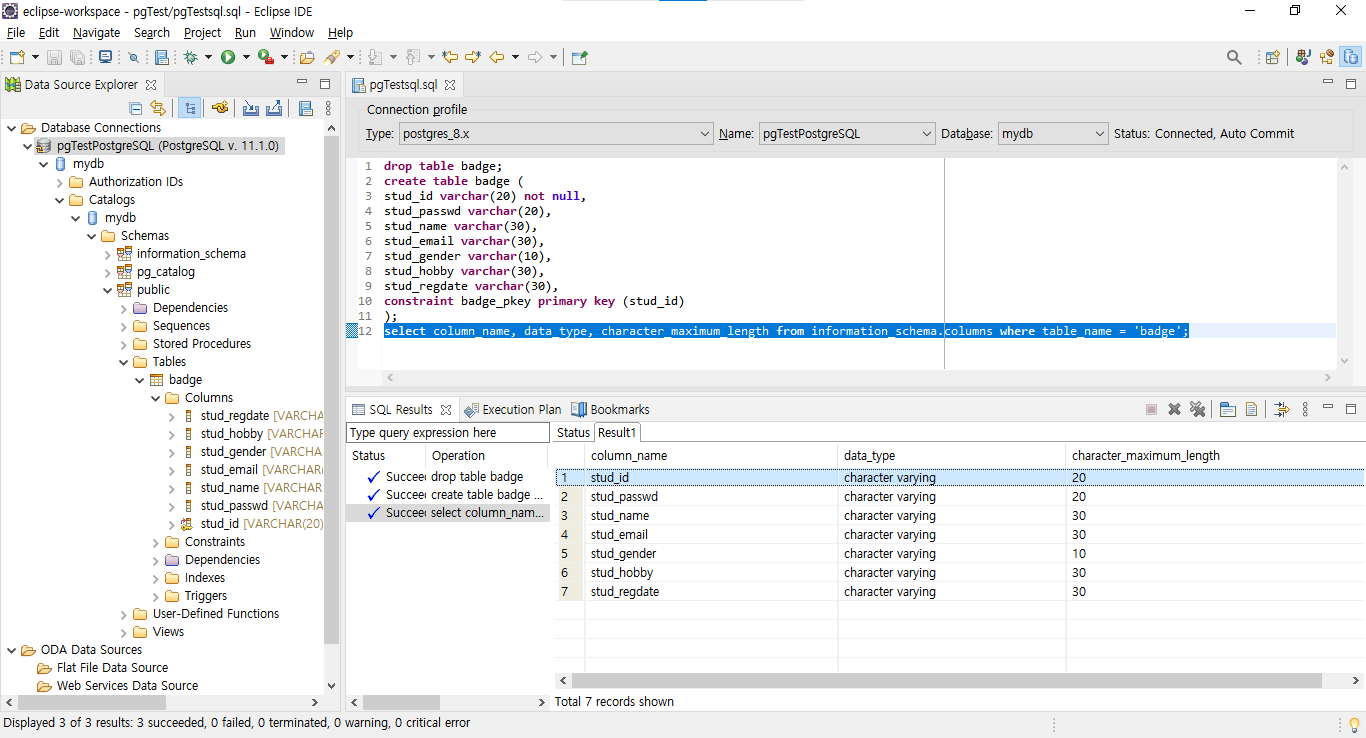 eclipse-workspace - pgTest/pgTestsql.sql - Eclipse IDE
File Edit Navigate Search Project Run Window Help
Data Source Explorer
Database Connections
pgTestPostgreSQL (PostgreSQL v. 11.1.0)
mydb
Authorization IDs
Catalogs
mydb
Schemas
information_schema
pg_catalog
public
Dependencies
Sequences
Stored Procedures
Tables
badge
Columns
stud_regdate [VARCHA
stud_hobby [VARCHAR
stud_gender [VARCHA
stud_email [VARCHAR(
stud_name [VARCHAR
stud_passwd [VARCHA
stud_id [VARCHAR(20)
Constraints
Dependencies
Indexes
Triggers
User-Defined Functions
Views
ODA Data Sources
Flat File Data Source
Web Services Data Source
pgTestsql.sql
Connection profile
Type: postgres_8.x Name: pgTestPostgreSQL Database: mydb Status: Connected, Auto Commit
1 drop table badge;
2 create table badge (
3 stud_id varchar(20) not null,
4 stud_passwd varchar(20),
5 stud_name varchar(30),
6 stud_email varchar(30),
7 stud_gender varchar(10),
8 stud_hobby varchar(30),
9 stud_regdate varchar(30),
10 constraint badge_pkey primary key (stud_id)
11 );
12 select column_name, data_type, character_maximum_length from information_schema.columns where table_name = 'badge';
SQL Results Execution Plan Bookmarks
Type query expression here
Status Operation
Succee drop table badge
Succee create table badge ...
Succee select column_nam...
Status Result1
column_name data_type character_maximum_length
1 stud_id character varying 20
2 stud_passwd character varying 20
3 stud_name character varying 30
4 stud_email character varying 30
5 stud_gender character varying 10
6 stud_hobby character varying 30
7 stud_regdate character varying 30
Total 7 records shown
Displayed 3 of 3 results: 3 succeeded, 0 failed, 0 terminated, 0 warning, 0 critical error